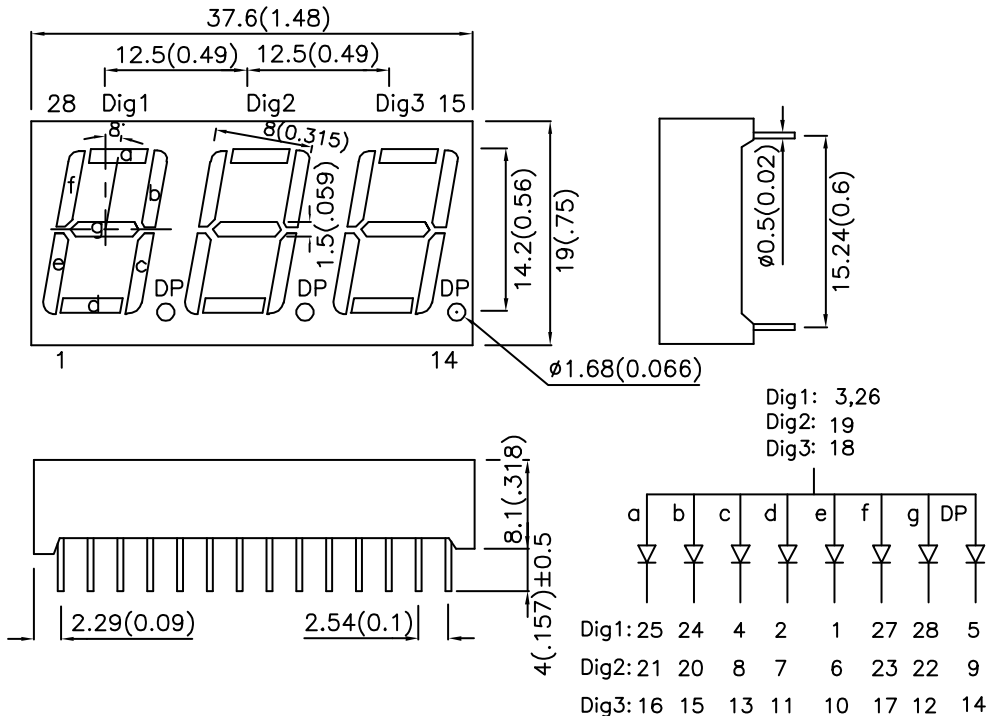 37.6(1.48)
12.5(0.49) 12.5(0.49)
28 Dig1 Dig2 Dig3 15
8°
8(0.315)
a
f
b
g
e
c
d
1.5(.059)
DP DP DP
14.2(0.56)
19(.75)
ø0.5(0.02)
15.24(0.6)
1 14
ø1.68(0.066)
8.1(.318)
4(.157)±0.5
2.29(0.09) 2.54(0.1)
Dig1: 3,26
Dig2: 19
Dig3: 18
a b c d e f g DP
Dig1: 25 24 4 2 1 27 28 5
Dig2: 21 20 8 7 6 23 22 9
Dig3: 16 15 13 11 10 17 12 14